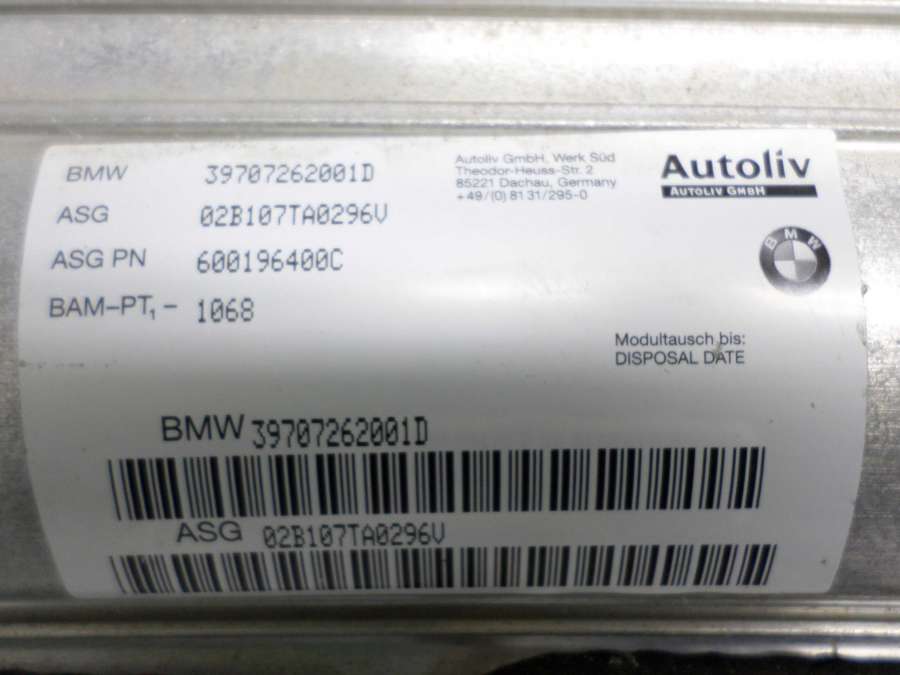 BMW 39707262001D
ASG 02B107TA0296V
ASG PN 600196400C
BAM-PT1- 1068
Autoliv GmbH, Werk Süd
Theodor-Heuss-Str. 2
85221 Dachau, Germany
+49/(0) 81 31/295-0
Autoliv
AUTOLIV GMBH
BMW
Modultausch bis:
DISPOSAL DATE
BMW 39707262001D
ASG 02B107TA0296V